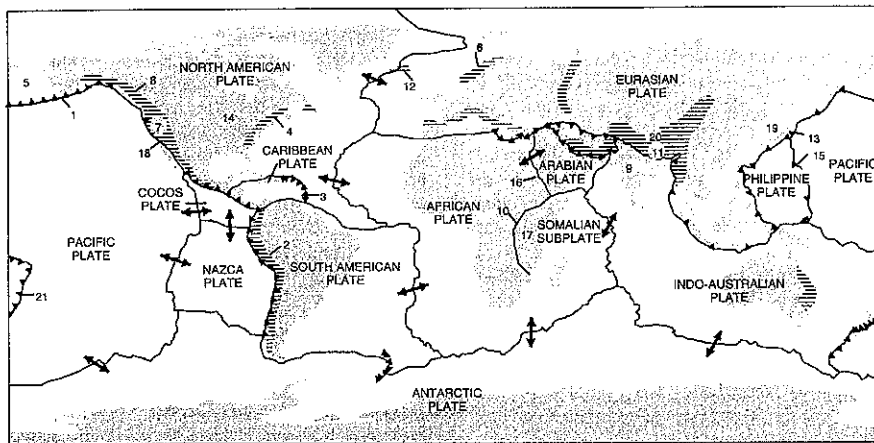 6
5
8
NORTH AMERICAN
PLATE
12
EURASIAN
PLATE
1
14
4
7
18
20
11
19
13
CARIBBEAN
PLATE
9
15
ARABIAN
PLATE
16
PACIFIC
PLATE
PHILIPPINE
PLATE
COCOS
PLATE
3
AFRICAN
PLATE
10
17
SOMALIAN
SUBPLATE
PACIFIC
PLATE
2
NAZCA
PLATE
SOUTH AMERICAN
PLATE
INDO-AUSTRALIAN
PLATE
21
ANTARCTIC
PLATE